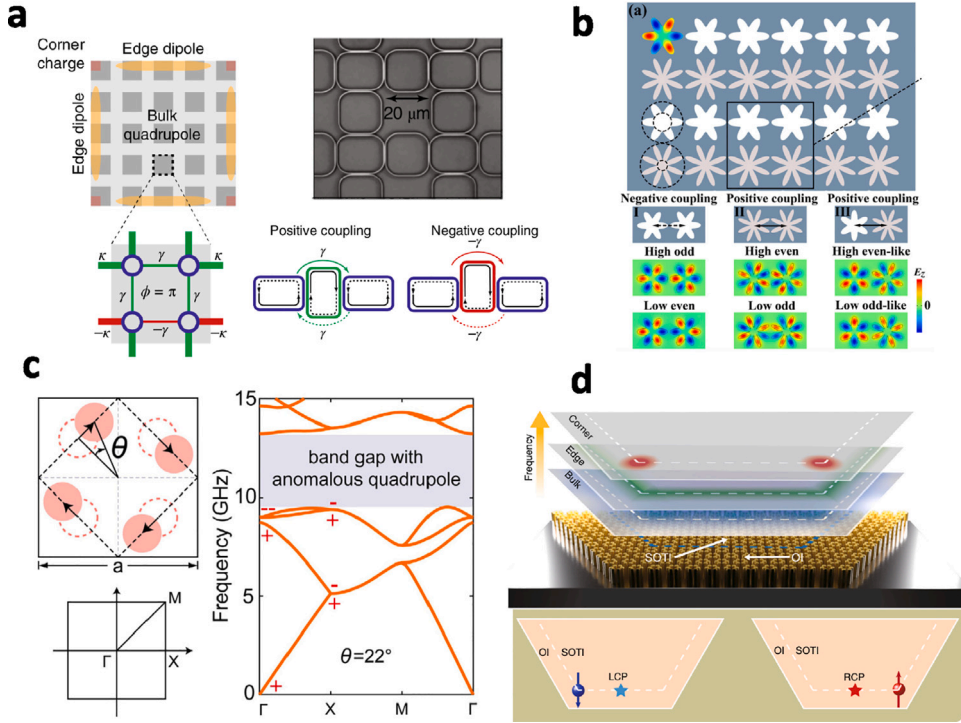 a
Corner charge
Edge dipole
Edge dipole
Bulk quadrupole
20 μm
κ
γ
κ
γ
ϕ = π
γ
−κ
−γ
−κ
Positive coupling
γ
γ
Negative coupling
−γ
−γ
b
(a)
Negative coupling
Positive coupling
Positive coupling
I
II
III
High odd
High even
High even-like
Low even
Low odd
Low odd-like
Ez
0
c
θ
a
M
Γ
X
Frequency (GHz)
15
10
5
0
band gap with anomalous quadrupole
--
-
+
+
-
+
+
θ=22°
Γ
X
M
Γ
d
Frequency
Corner
Edge
Bulk
SOTI
OI
OI
SOTI
LCP
OI
SOTI
RCP